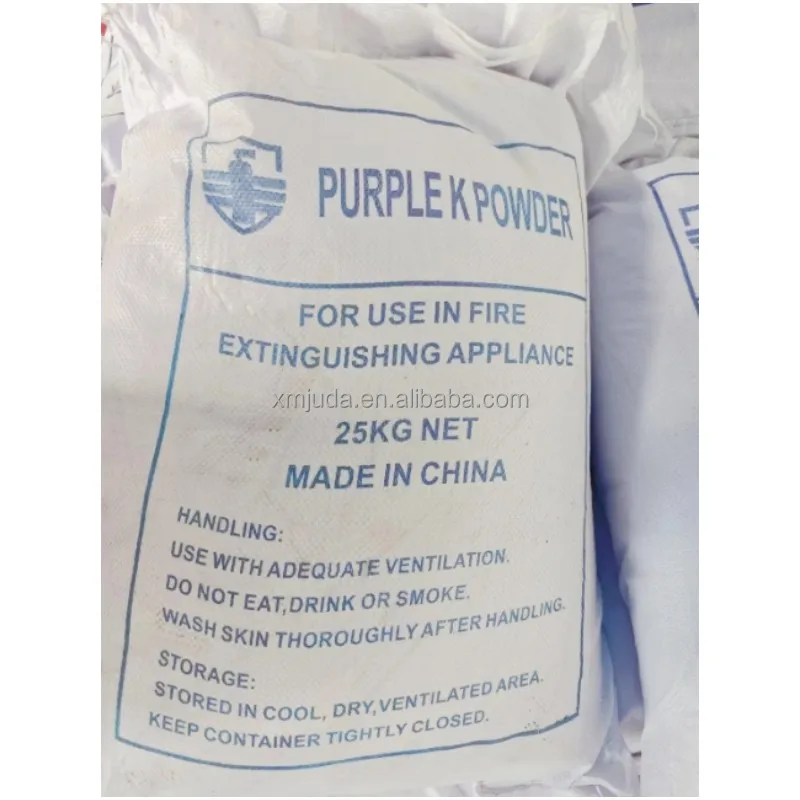 PURPLE K POWDER
FOR USE IN FIRE
EXTINGUISHING APPLIANCE
xmjuda.en.alibaba.com
25KG NET
MADE IN CHINA
HANDLING:
USE WITH ADEQUATE VENTILATION.
DO NOT EAT,DRINK OR SMOKE.
WASH SKIN THOROUGHLY AFTER HANDLING.
STORAGE:
STORED IN COOL, DRY,VENTILATED AREA.
KEEP CONTAINER TIGHTLY CLOSED.